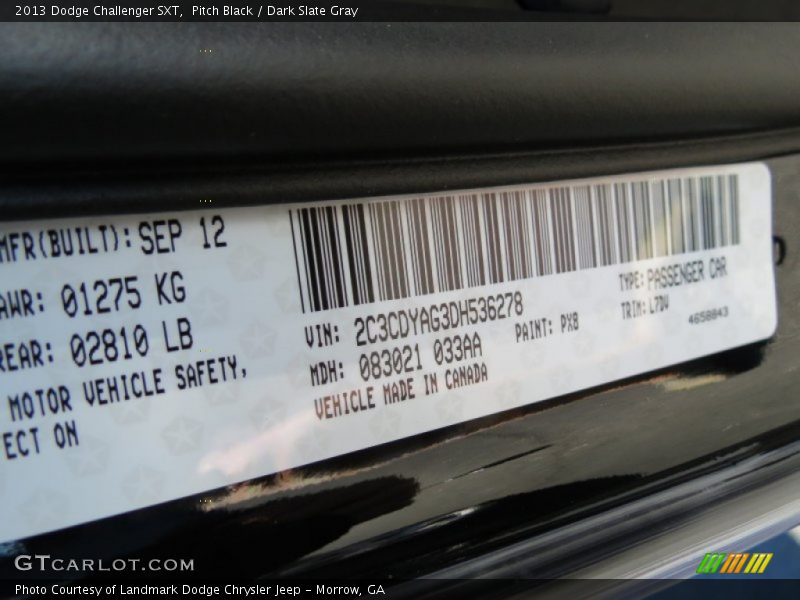 2013 Dodge Challenger SXT,  Pitch Black / Dark Slate Gray
MFR(BUILT): SEP 12
AWR: 01275 KG
REAR: 02810 LB
MOTOR VEHICLE SAFETY,
ECT ON
VIN: 2C3CDYAG3DH536278
MDH: 083021 033AA
VEHICLE MADE IN CANADA
PAINT: PX8
TYPE: PASSENGER CAR
TRIM: L7DV
4658843
GTCARLOT.COM
Photo Courtesy of Landmark Dodge Chrysler Jeep - Morrow, GA